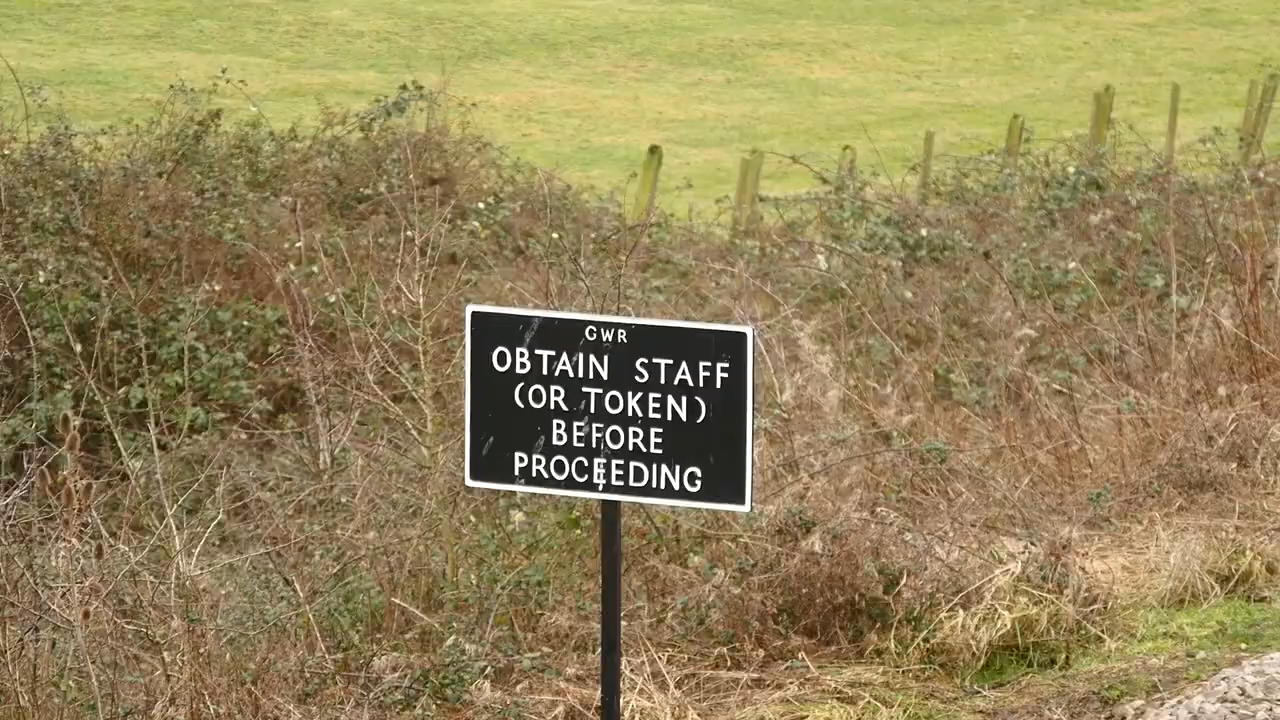 GWR
OBTAIN STAFF
(OR TOKEN)
BEFORE
PROCEEDING